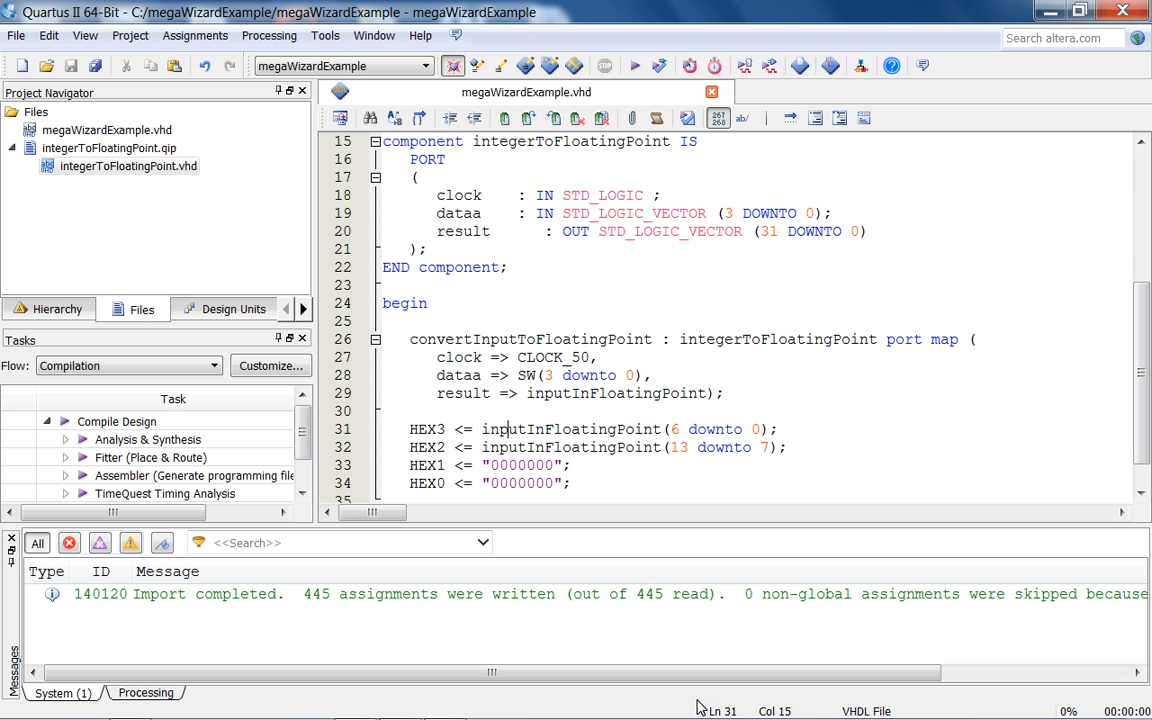 Quartus II 64-Bit - C:/megaWizardExample/megaWizardExample - megaWizardExample
File Edit View Project Assignments Processing Tools Window Help
Search altera.com
megaWizardExample
Project Navigator
Files
megaWizardExample.vhd
integerToFloatingPoint.qip
integerToFloatingPoint.vhd
Hierarchy Files Design Units
Tasks
Flow: Compilation Customize...
Task
Compile Design
Analysis & Synthesis
Fitter (Place & Route)
Assembler (Generate programming file
TimeQuest Timing Analysis
megaWizardExample.vhd
267 268 ab/
15 component integerToFloatingPoint IS
16 PORT
17 (
18 clock : IN STD_LOGIC ;
19 dataa : IN STD_LOGIC_VECTOR (3 DOWNTO 0);
20 result : OUT STD_LOGIC_VECTOR (31 DOWNTO 0)
21 );
22 END component;
23
24 begin
25
26 convertInputToFloatingPoint : integerToFloatingPoint port map (
27 clock => CLOCK_50,
28 dataa => SW(3 downto 0),
29 result => inputInFloatingPoint);
30
31 HEX3 <= inputInFloatingPoint(6 downto 0);
32 HEX2 <= inputInFloatingPoint(13 downto 7);
33 HEX1 <= "0000000";
34 HEX0 <= "0000000";
35
All <<Search>>
Type ID Message
140120 Import completed. 445 assignments were written (out of 445 read). 0 non-global assignments were skipped because
Messages
System (1) Processing
Ln 31 Col 15 VHDL File 0% 00:00:00